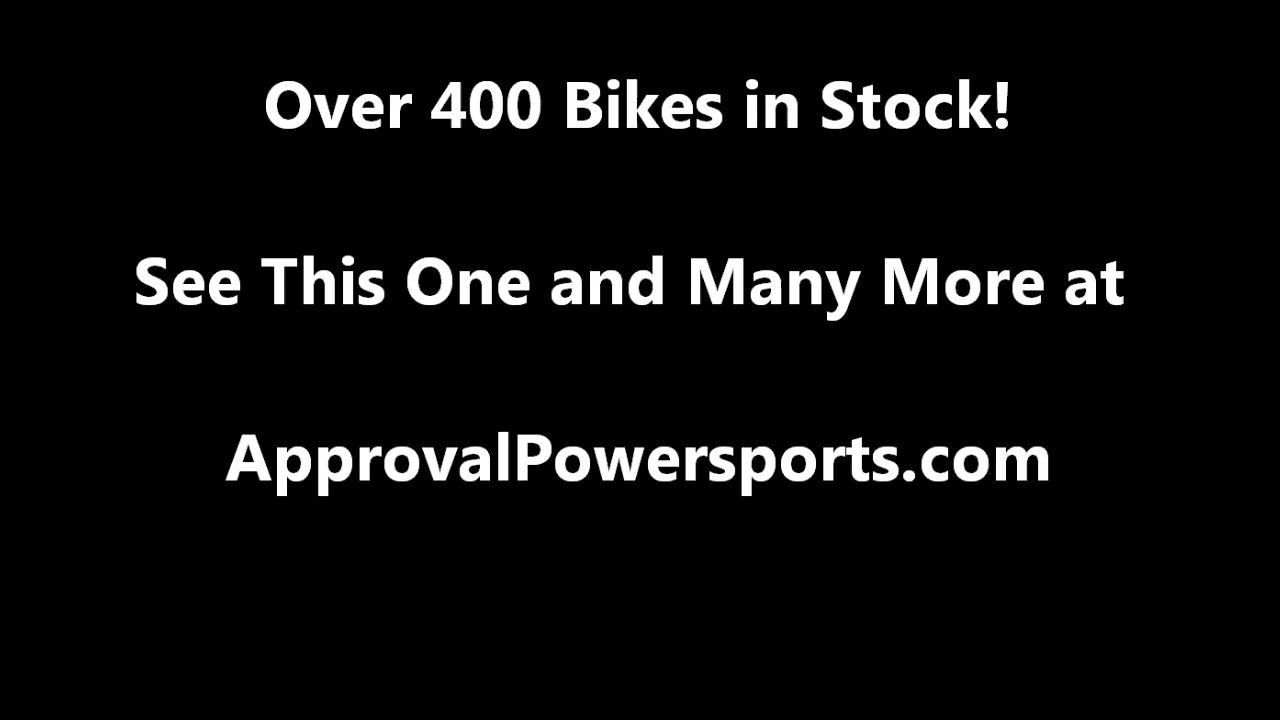 Over 400 Bikes in Stock!
See This One and Many More at
ApprovalPowersports.com